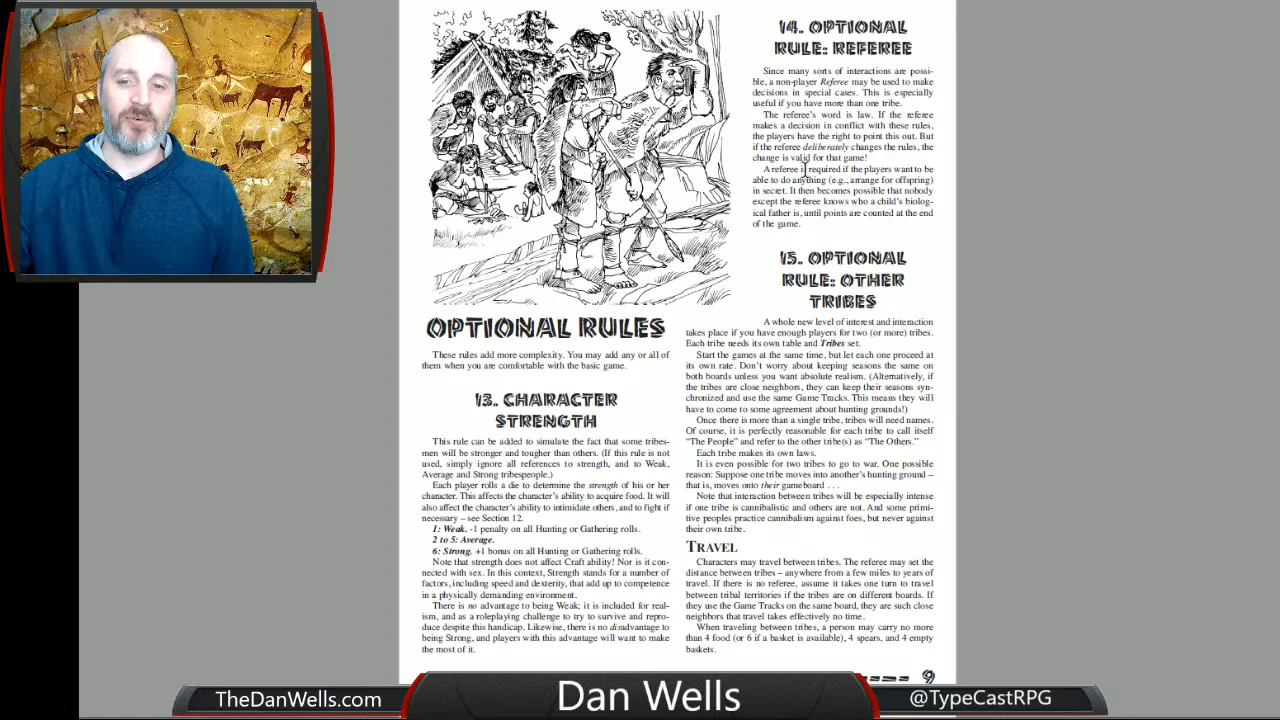 OPTIONAL RULES
These rules add more complexity. You may add any or all of
them when you are comfortable with the basic game.
13. CHARACTER
STRENGTH
This rule can be added to simulate the fact that some tribes-
men will be stronger and tougher than others. (If this rule is not
used, simply ignore all references to strength, and to Weak,
Average and Strong tribespeople.)
Each player rolls a die to determine the strength of his or her
character. This affects the character's ability to acquire food. It will
also affect the character's ability to intimidate others, and to fight if
necessary – see Section 12.
1: Weak. -1 penalty on all Hunting or Gathering rolls.
2 to 5: Average.
6: Strong. +1 bonus on all Hunting or Gathering rolls.
Note that strength does not affect Craft ability! Nor is it con-
nected with sex. In this context, Strength stands for a number of
factors, including speed and dexterity, that add up to competence
in a physically demanding environment.
There is no advantage to being Weak; it is included for real-
ism, and as a roleplaying challenge to try to survive and repro-
duce despite this handicap. Likewise, there is no disadvantage to
being Strong, and players with this advantage will want to make
the most of it.
14. OPTIONAL
RULE: REFEREE
Since many sorts of interactions are possi-
ble, a non-player Referee may be used to make
decisions in special cases. This is especially
useful if you have more than one tribe.
The referee's word is law. If the referee
makes a decision in conflict with these rules,
the players have the right to point this out. But
if the referee deliberately changes the rules, the
change is valid for that game!
A referee is required if the players want to be
able to do anything (e.g., arrange for offspring)
in secret. It then becomes possible that nobody
except the referee knows who a child's biolog-
ical father is, until points are counted at the end
of the game.
15. OPTIONAL
RULE: OTHER
TRIBES
A whole new level of interest and interaction
takes place if you have enough players for two (or more) tribes.
Each tribe needs its own table and Tribes set.
Start the games at the same time, but let each one proceed at
its own rate. Don't worry about keeping seasons the same on
both boards unless you want absolute realism. (Alternatively, if
the tribes are close neighbors, they can keep their seasons syn-
chronized and use the same Game Tracks. This means they will
have to come to some agreement about hunting grounds!)
Once there is more than a single tribe, tribes will need names.
Of course, it is perfectly reasonable for each tribe to call itself
"The People" and refer to the other tribe(s) as "The Others."
Each tribe makes its own laws.
It is even possible for two tribes to go to war. One possible
reason: Suppose one tribe moves into another's hunting ground –
that is, moves onto their gameboard . . .
Note that interaction between tribes will be especially intense
if one tribe is cannibalistic and others are not. And some primi-
tive peoples practice cannibalism against foes, but never against
their own tribe.
TRAVEL
Characters may travel between tribes. The referee may set the
distance between tribes – anywhere from a few miles to years of
travel. If there is no referee, assume it takes one turn to travel
between tribal territories if the tribes are on different boards. If
they use the Game Tracks on the same board, they are such close
neighbors that travel takes effectively no time.
When traveling between tribes, a person may carry no more
than 4 food (or 6 if a basket is available), 4 spears, and 4 empty
baskets.
9
TheDanWells.com
Dan Wells
@TypeCastRPG